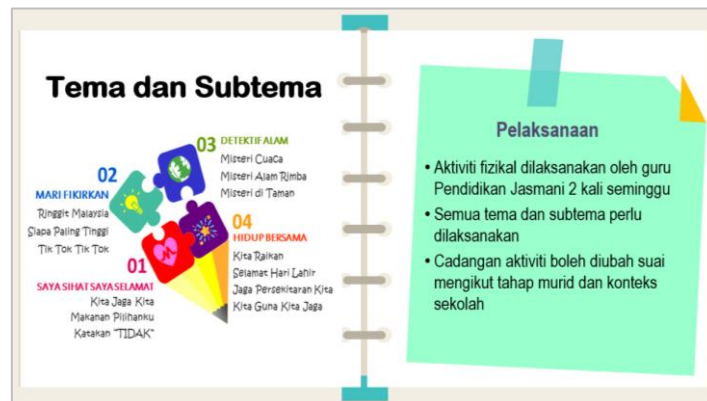 Tema dan Subtema
01
SAYA SIHAT SAYA SELAMAT
Kita Jaga Kita
Makanan Pilihanku
Katakan "TIDAK"
02
MARI FIKIRKAN
Ringgit Malaysia
Siapa Paling Tinggi
Tik Tok Tik Tok
03
DETEKTIF ALAM
Misteri Cuaca
Misteri Alam Rimba
Misteri di Taman
04
HIDUP BERSAMA
Kita Raikan
Selamat Hari Lahir
Jaga Persekitaran Kita
Kita Guna Kita Jaga
Pelaksanaan
• Aktiviti fizikal dilaksanakan oleh guru
Pendidikan Jasmani 2 kali seminggu
• Semua tema dan subtema perlu
dilaksanakan
• Cadangan aktiviti boleh diubah suai
mengikut tahap murid dan konteks
sekolah